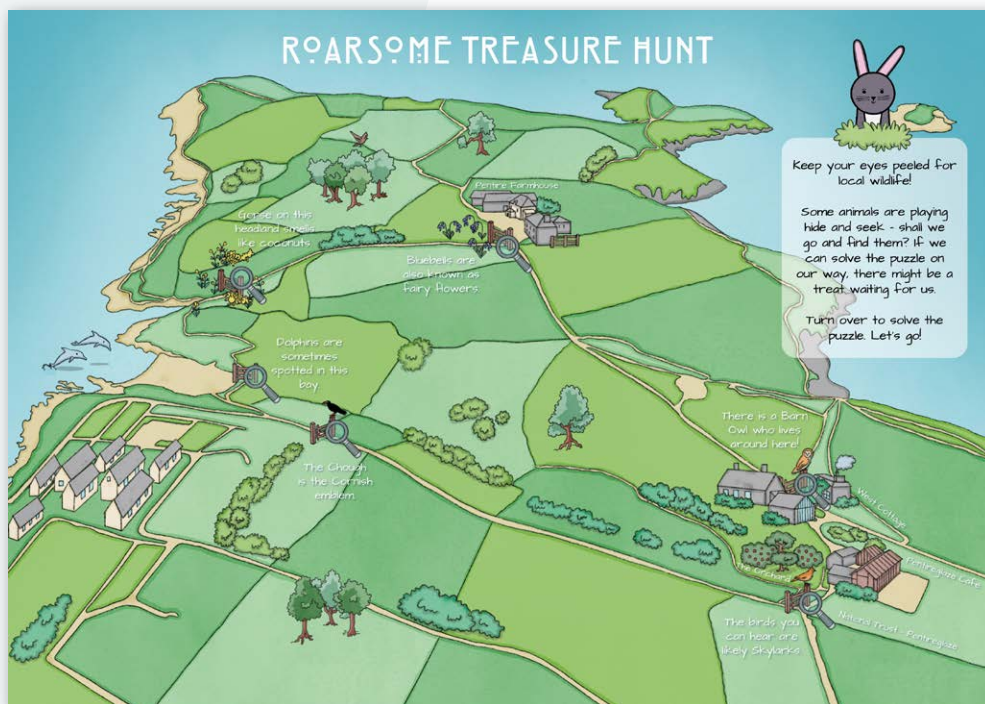 ROARSOME TREASURE HUNT
Keep your eyes peeled for
local wildlife!
Some animals are playing
hide and seek - shall we
go and find them? If we
can solve the puzzle on
our way, there might be a
treat waiting for us.
Turn over to solve the
puzzle. Let's go!
Pentire Farmhouse
Gorse on this
headland smells
like coconuts.
Bluebells are
also known as
fairy flowers.
Dolphins are
sometimes
spotted in this
bay.
There is a Barn
Owl who lives
around here!
The Chough
is the Cornish
emblem.
West Cottage
Pentireglaze Cafe
The Orchard
National Trust - Pentireglaze
The birds you
can hear are
likely Skylarks.